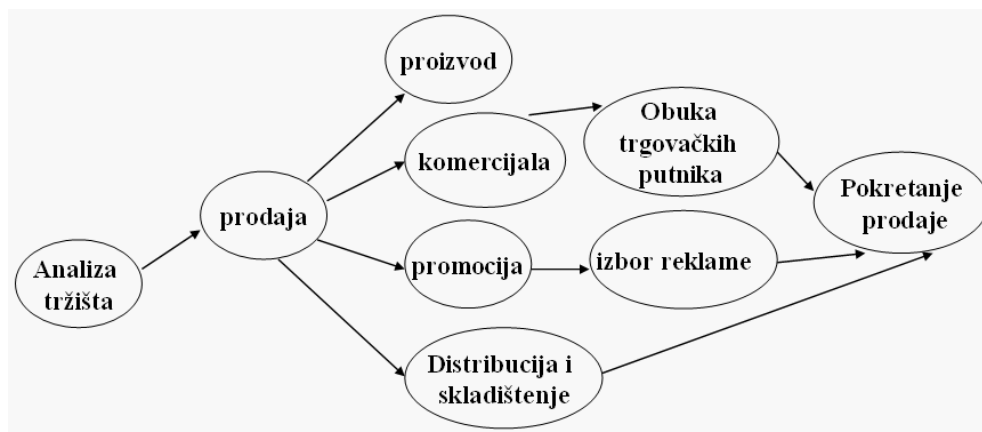 proizvod
komercijala
Obuka
trgovačkih
putnika
Pokretanje
prodaje
prodaja
Analiza
tržišta
promocija
izbor reklame
Distribucija i
skladištenje